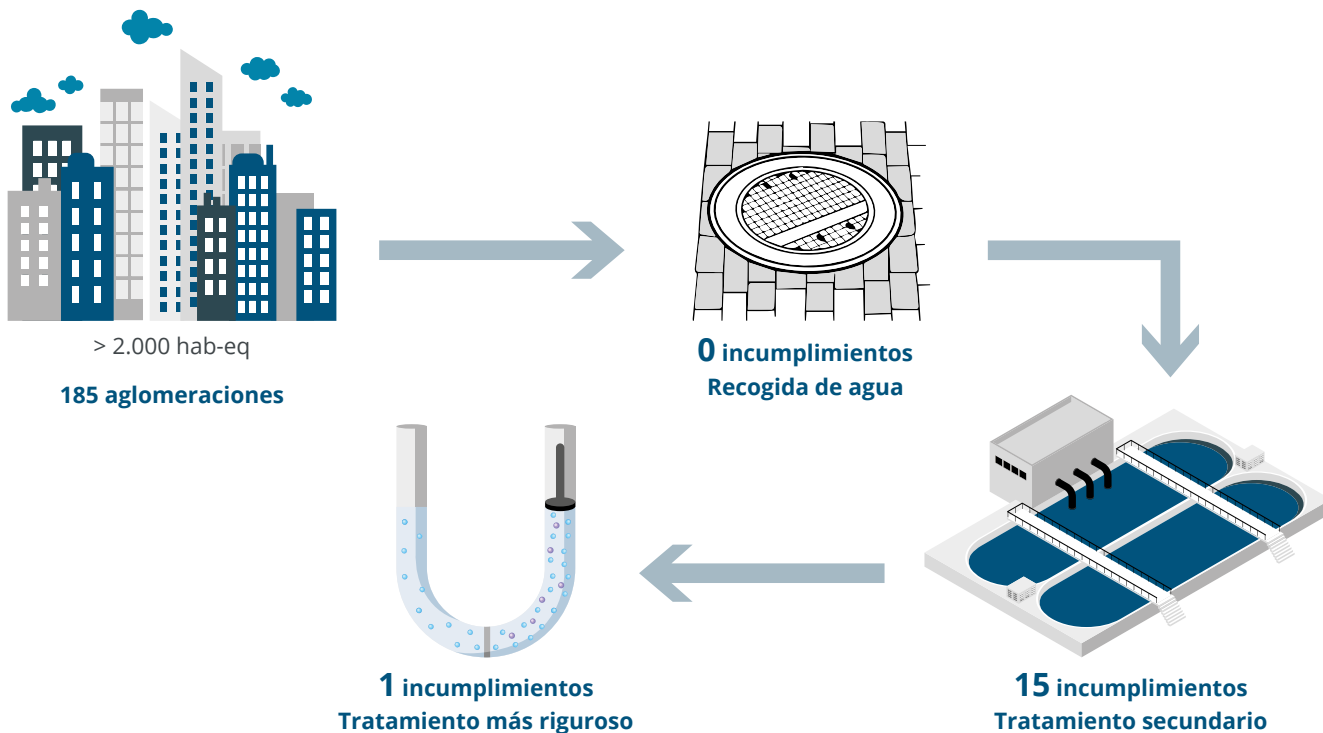 > 2.000 hab-eq
185 aglomeraciones
0 incumplimientos
Recogida de agua
15 incumplimientos
Tratamiento secundario
1 incumplimientos
Tratamiento más riguroso